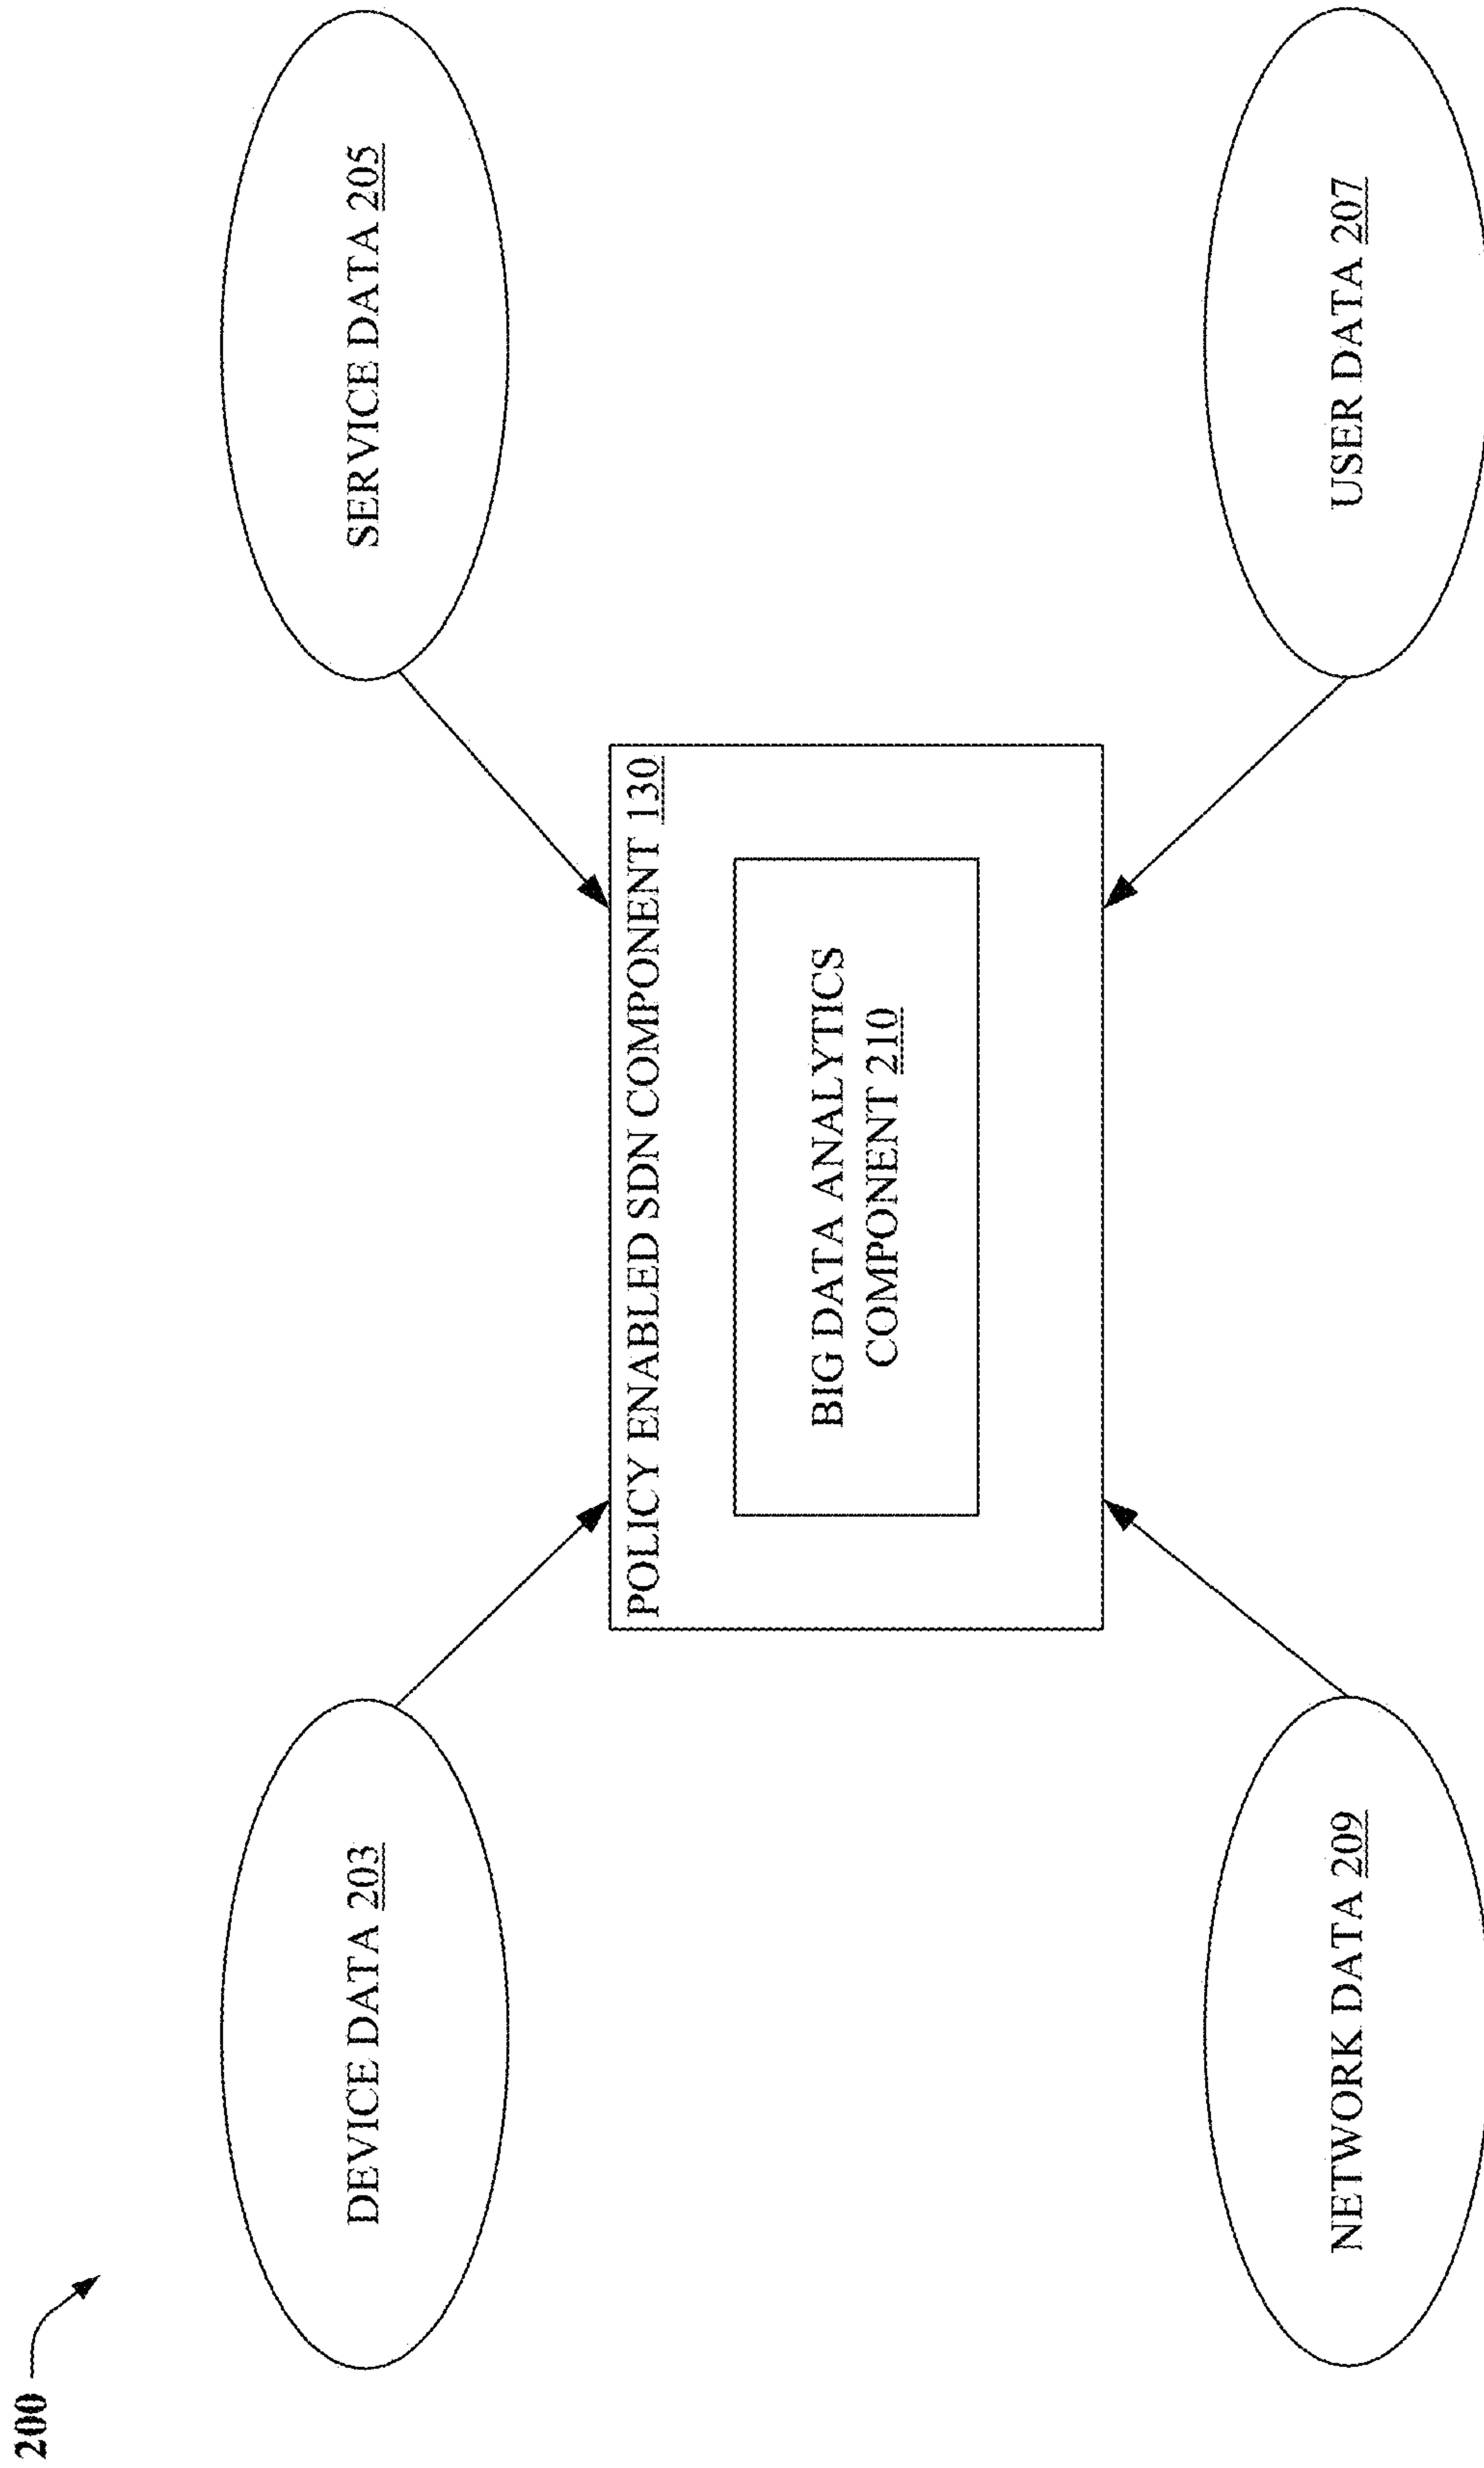 200
DEVICE DATA 203
SERVICE DATA 205
POLICY ENABLED SDN COMPONENT 130
BIG DATA ANALYTICS
COMPONENT 210
NETWORK DATA 209
USER DATA 207